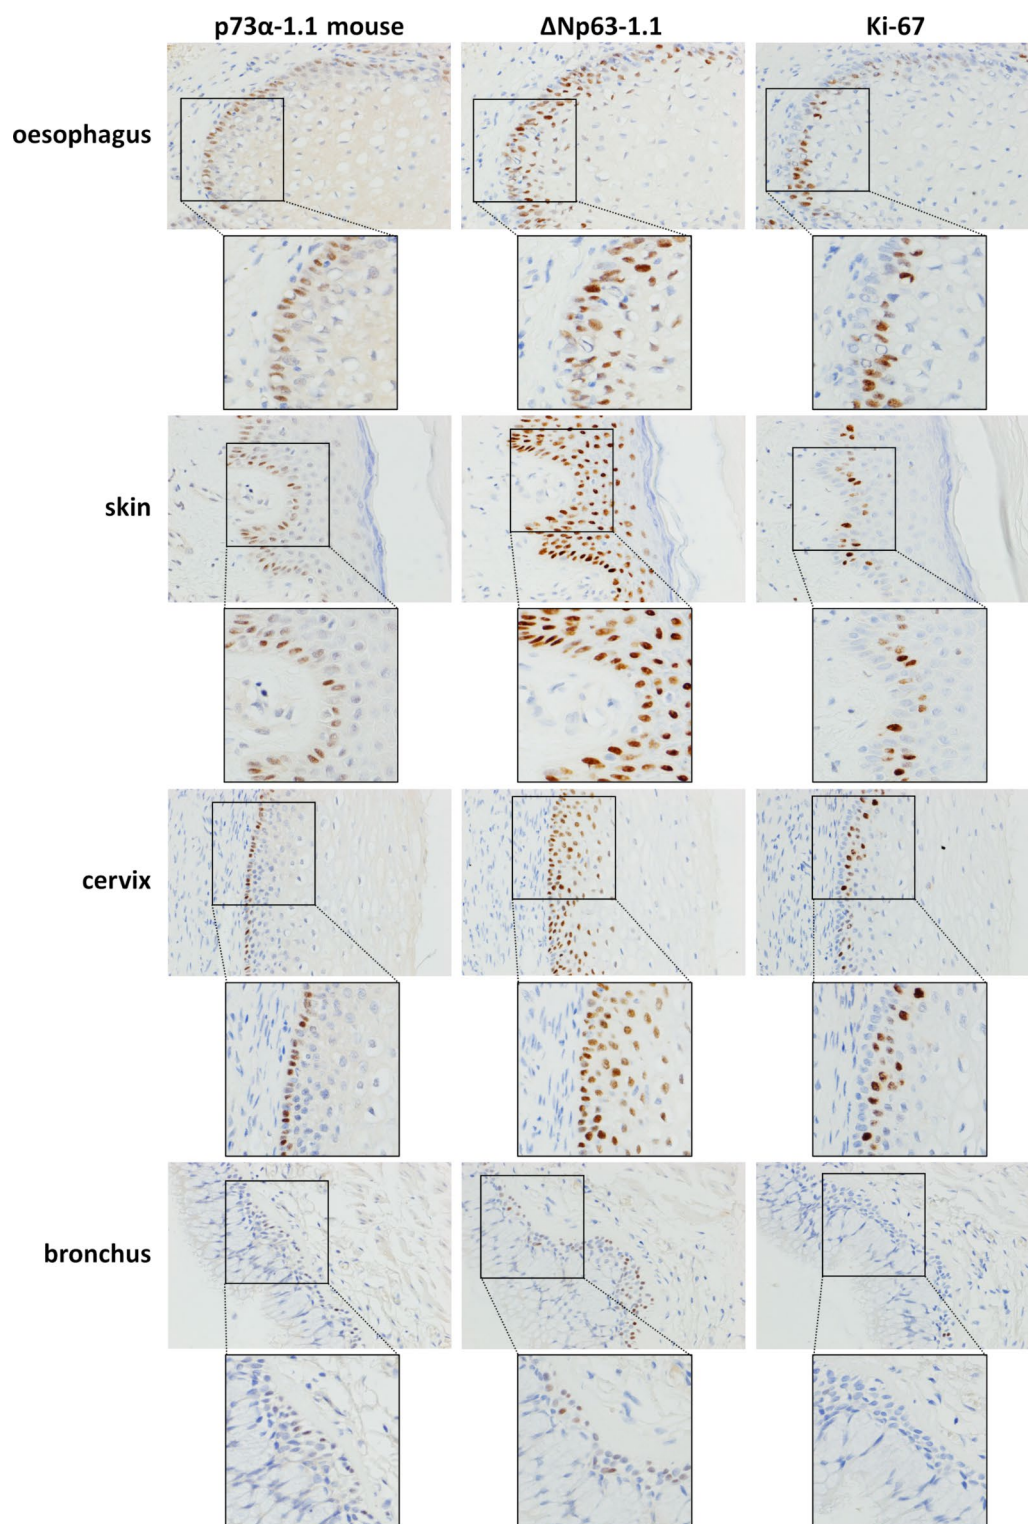 p73α-1.1 mouse ΔNp63-1.1 Ki-67
oesophagus
skin
cervix
bronchus